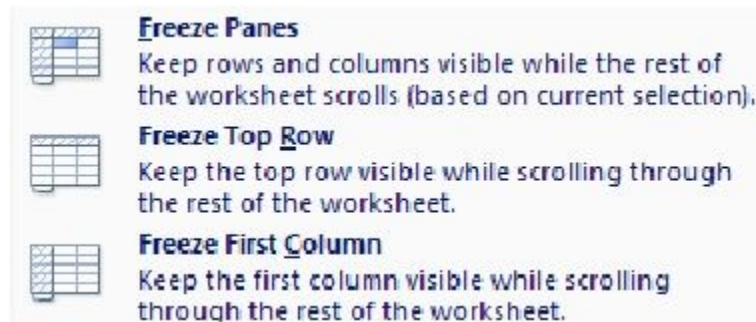 Freeze Panes
Keep rows and columns visible while the rest of
the worksheet scrolls (based on current selection).
Freeze Top Row
Keep the top row visible while scrolling through
the rest of the worksheet.
Freeze First Column
Keep the first column visible while scrolling
through the rest of the worksheet.